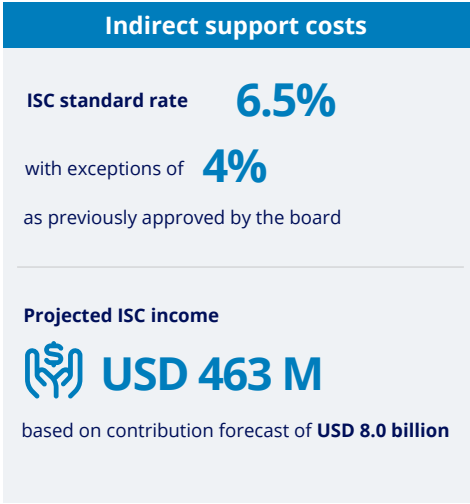 Indirect support costs
ISC standard rate 6.5%
with exceptions of 4%
as previously approved by the board
Projected ISC income
USD 463 M
based on contribution forecast of USD 8.0 billion